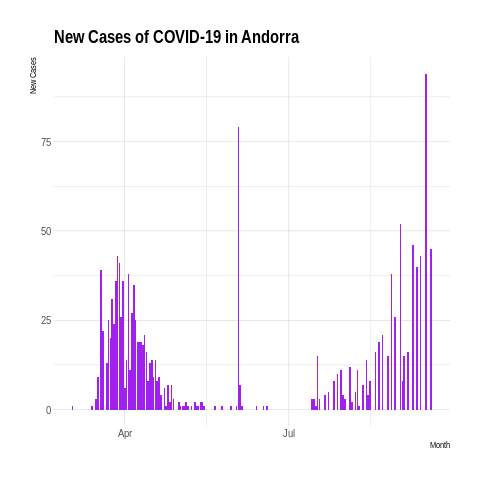 New Cases of COVID-19 in Andorra
New Cases
75
50
25
0
Apr
Jul
Month